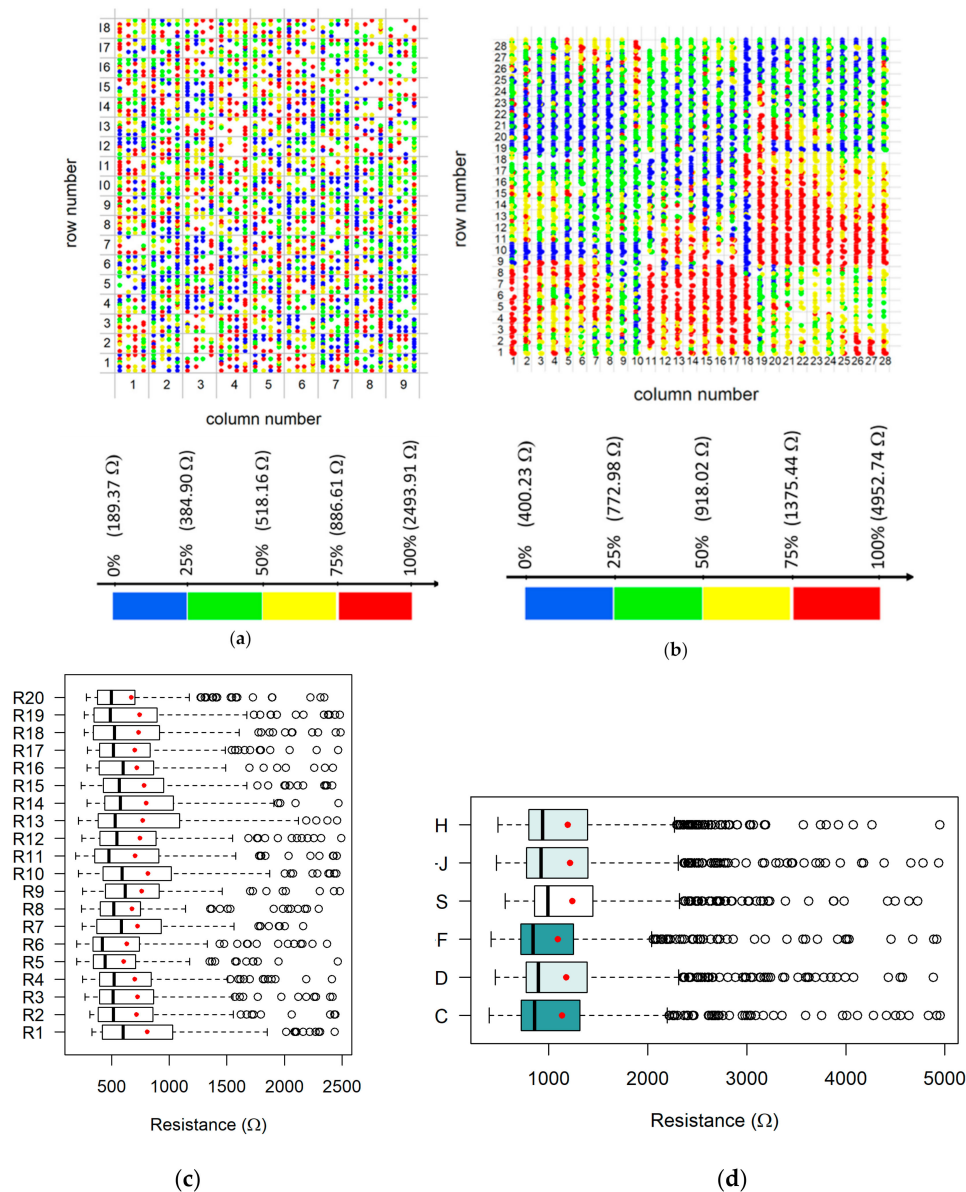 18
17
16
15
14
13
12
11
10
9
8
7
6
5
4
3
2
1
row number
1 2 3 4 5 6 7 8 9
column number
0% (189.37 Ω)
25% (384.90 Ω)
50% (518.16 Ω)
75% (886.61 Ω)
100% (2493.91 Ω)
(a)
28
27
26
25
24
23
22
21
20
19
18
17
16
15
14
13
12
11
10
9
8
7
6
5
4
3
2
1
row number
1 2 3 4 5 6 7 8 9 10 11 12 13 14 15 16 17 18 19 20 21 22 23 24 25 26 27 28
column number
0% (400.23 Ω)
25% (772.98 Ω)
50% (918.02 Ω)
75% (1375.44 Ω)
100% (4952.74 Ω)
(b)
R20
R19
R18
R17
R16
R15
R14
R13
R12
R11
R10
R9
R8
R7
R6
R5
R4
R3
R2
R1
500 1000 1500 2000 2500
Resistance (Ω)
(c)
H
J
S
F
D
C
1000 2000 3000 4000 5000
Resistance (Ω)
(d)